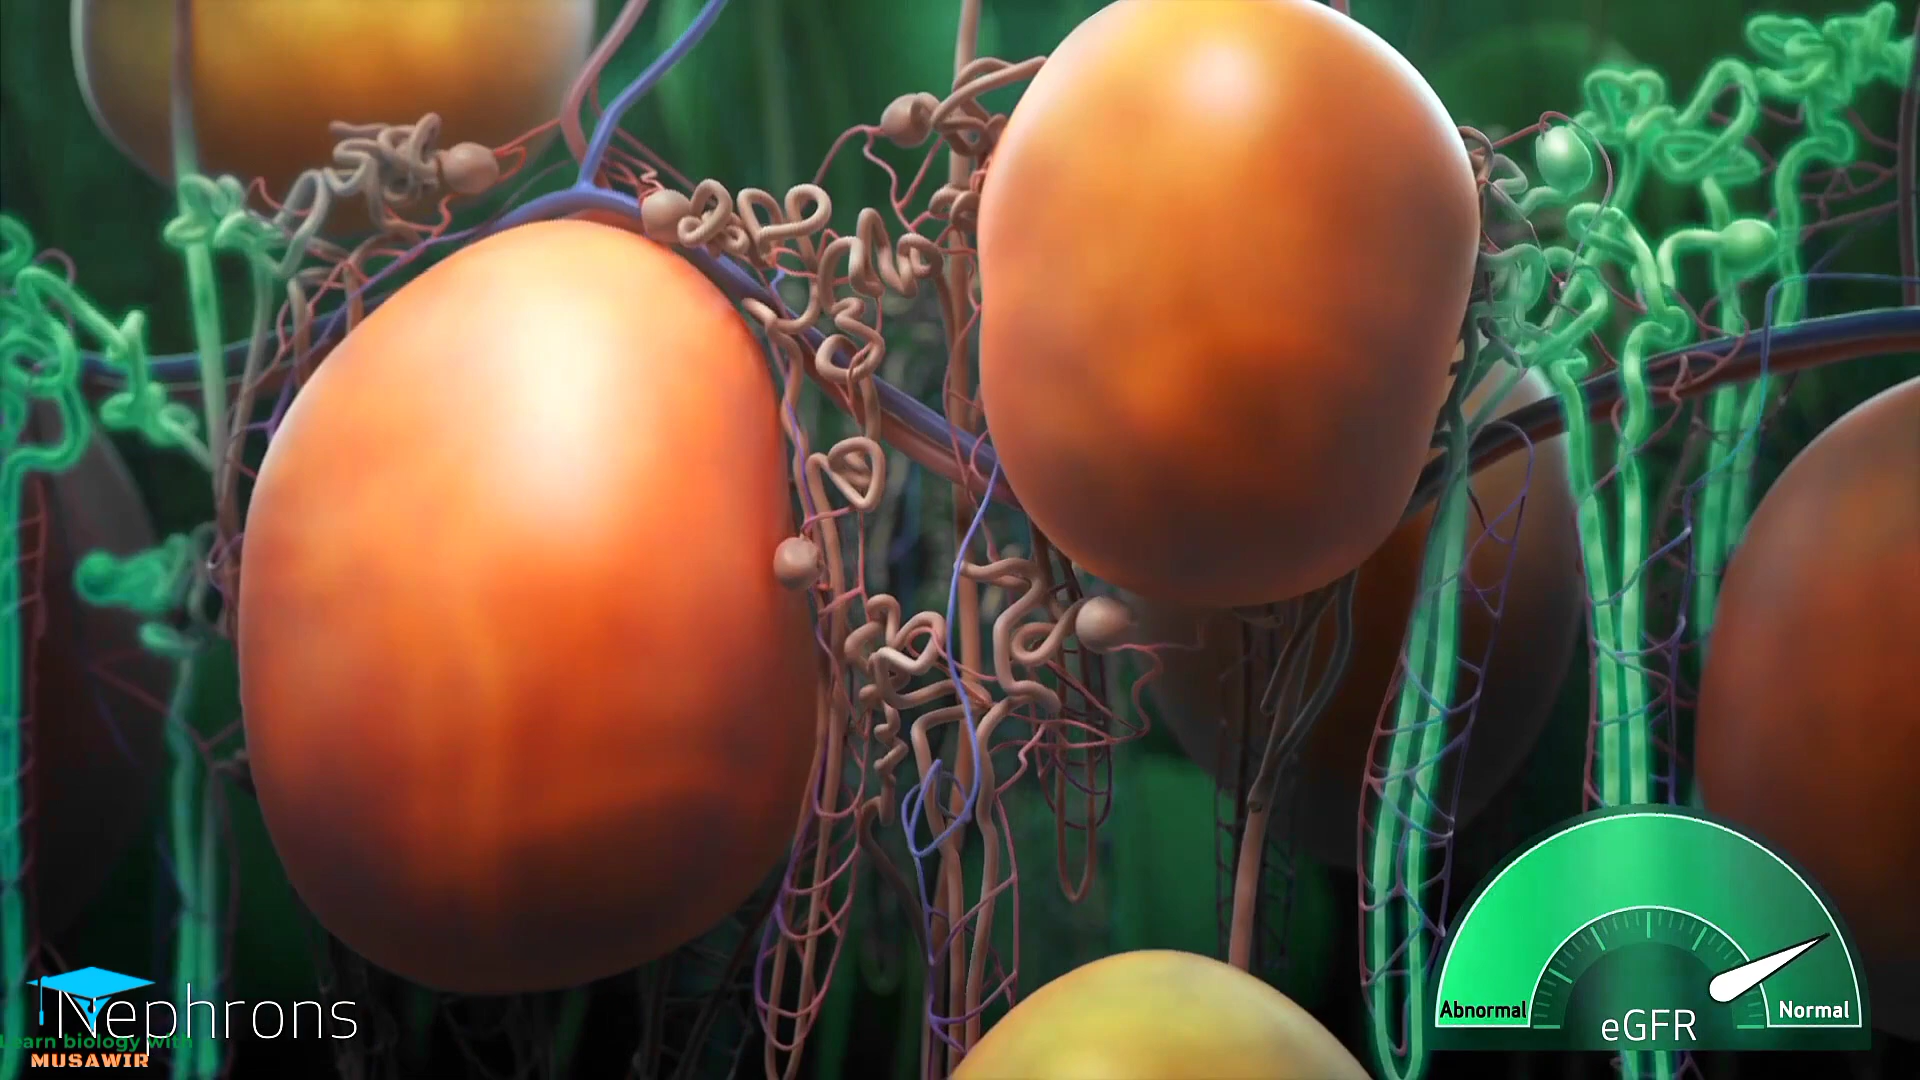 Nephrons
Learn biology with
MUSAWIR
Abnormal
Normal
eGFR